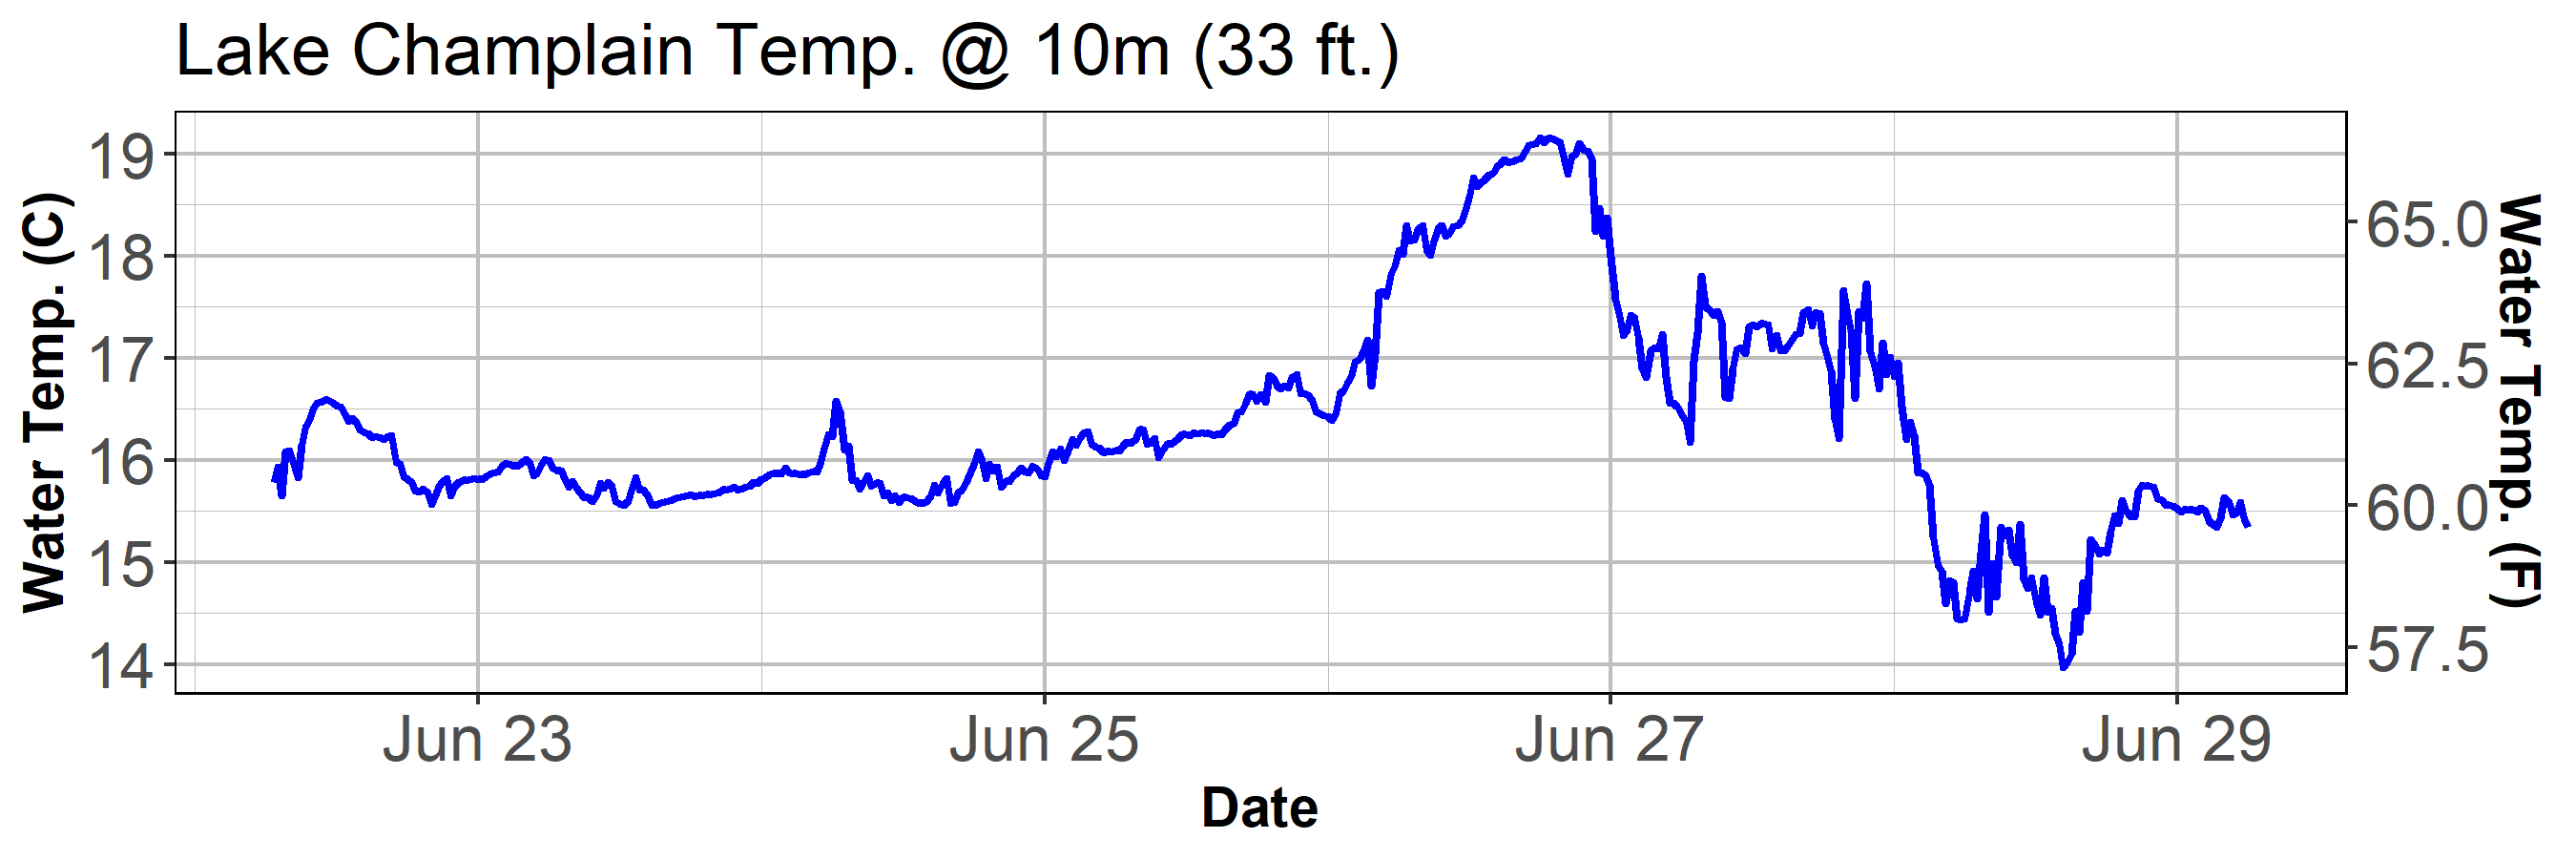 Lake Champlain Temp. @ 10m (33 ft.)
Water Temp. (C)
19
18
17
16
15
14
65.0
62.5
60.0
57.5
Water Temp. (F)
Jun 23 Jun 25 Jun 27 Jun 29
Date